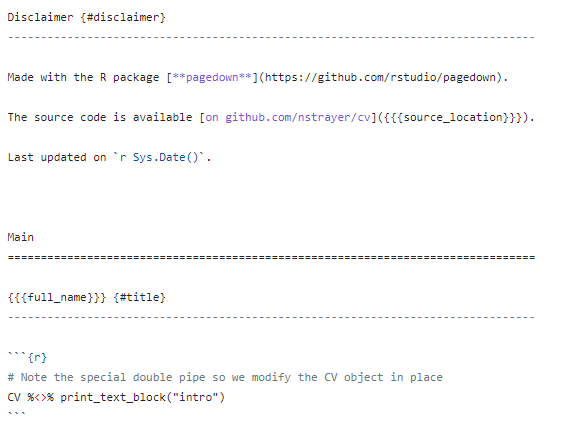 Disclaimer {#disclaimer}
--------------------------------------------------------------------------------
Made with the R package [**pagedown**](https://github.com/rstudio/pagedown).
The source code is available [on github.com/nstrayer/cv]({{{source_location}}}).
Last updated on `r Sys.Date()`.
Main
================================================================================
{{{full_name}}} {#title}
--------------------------------------------------------------------------------
```{r}
# Note the special double pipe so we modify the CV object in place
CV %<>% print_text_block("intro")
```